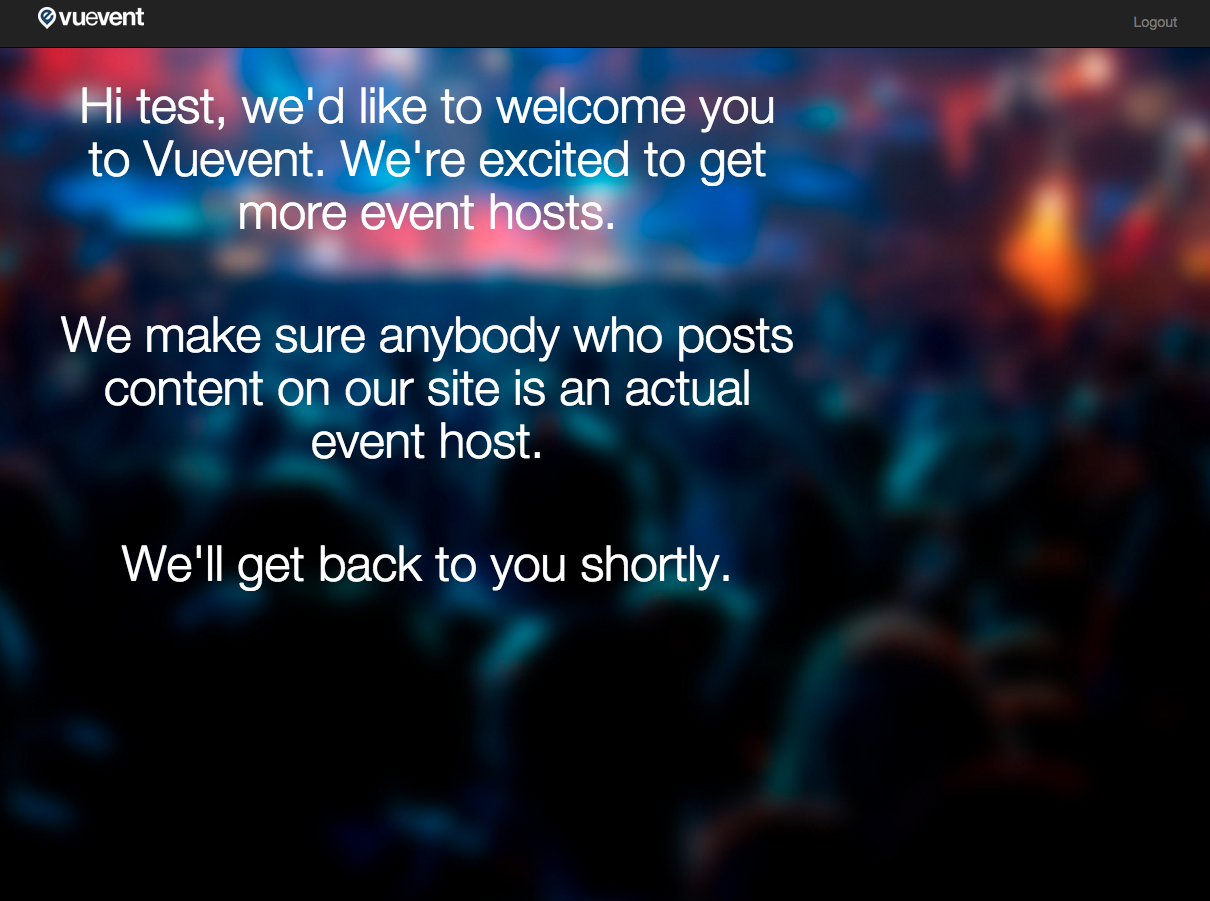 vuevent
Logout
Hi test, we'd like to welcome you
to Vuevent. We're excited to get
more event hosts.
We make sure anybody who posts
content on our site is an actual
event host.
We'll get back to you shortly.